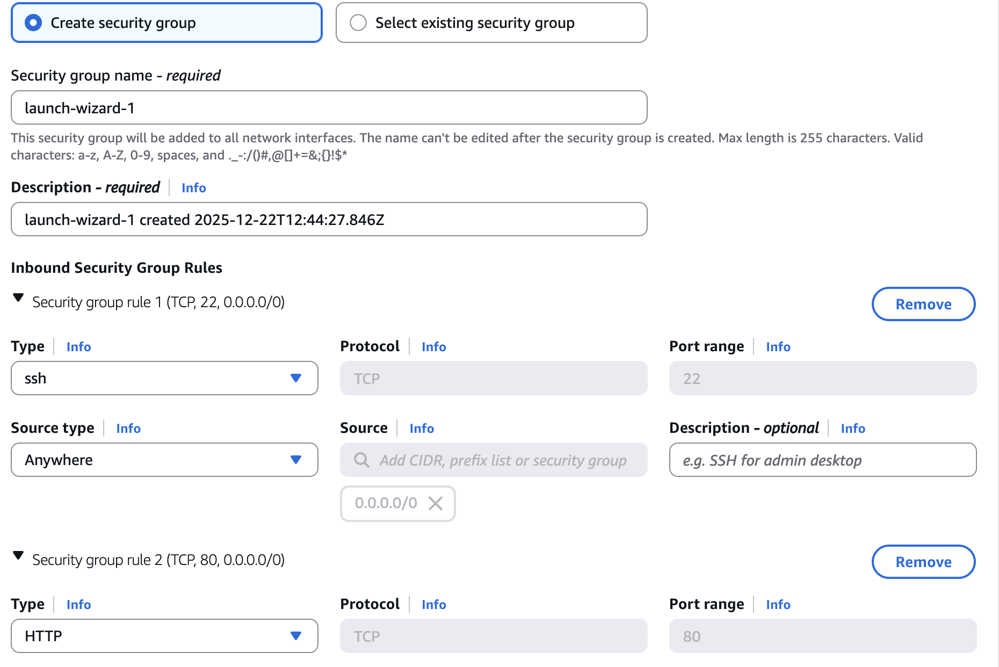 Create security group
Select existing security group
Security group name - required
launch-wizard-1
This security group will be added to all network interfaces. The name can't be edited after the security group is created. Max length is 255 characters. Valid
characters: a-z, A-Z, 0-9, spaces, and ._-:/()#,@[]+=&;{}!$*
Description - required Info
launch-wizard-1 created 2025-12-22T12:44:27.846Z
Inbound Security Group Rules
Security group rule 1 (TCP, 22, 0.0.0.0/0)
Remove
Type Info
Protocol Info
Port range Info
ssh
TCP
22
Source type Info
Source Info
Description - optional Info
Anywhere
Add CIDR, prefix list or security group
e.g. SSH for admin desktop
0.0.0.0/0
Security group rule 2 (TCP, 80, 0.0.0.0/0)
Remove
Type Info
Protocol Info
Port range Info
HTTP
TCP
80